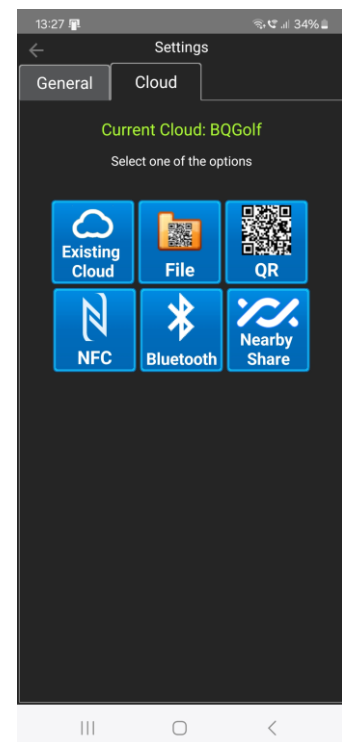 13:27 34%
Settings
General Cloud
Current Cloud: BQGolf
Select one of the options
Existing
Cloud
File
QR
NFC
Bluetooth
Nearby
Share